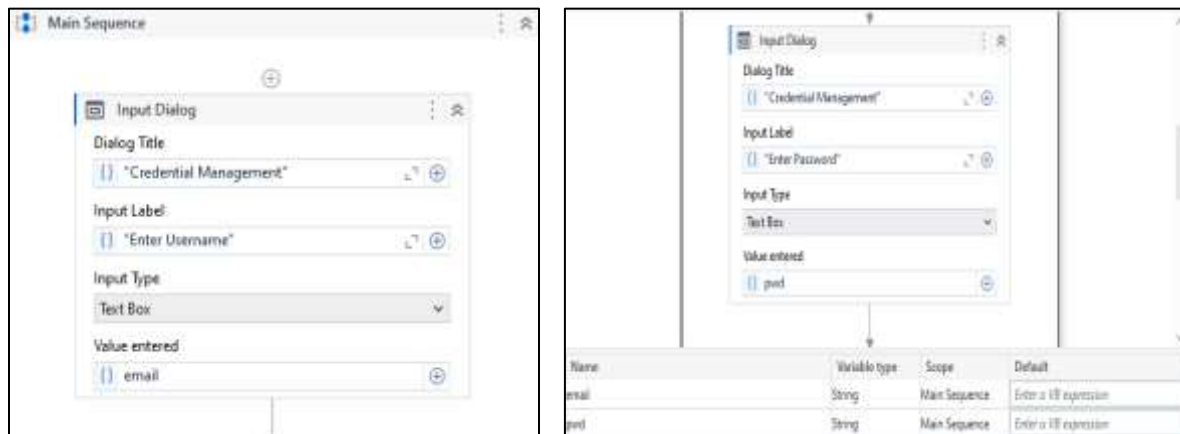 Main Sequence
Input Dialog
Dialog Title
"Credential Management"
Input Label
"Enter Username"
Input Type
Text Box
Value entered
email
Input Dialog
Dialog Title
"Credential Management"
Input Label
"Enter Password"
Input Type
Text Box
Value entered
pwd
Name Variable type Scope Default
email String Main Sequence Enter a VB expression
pwd String Main Sequence Enter a VB expression